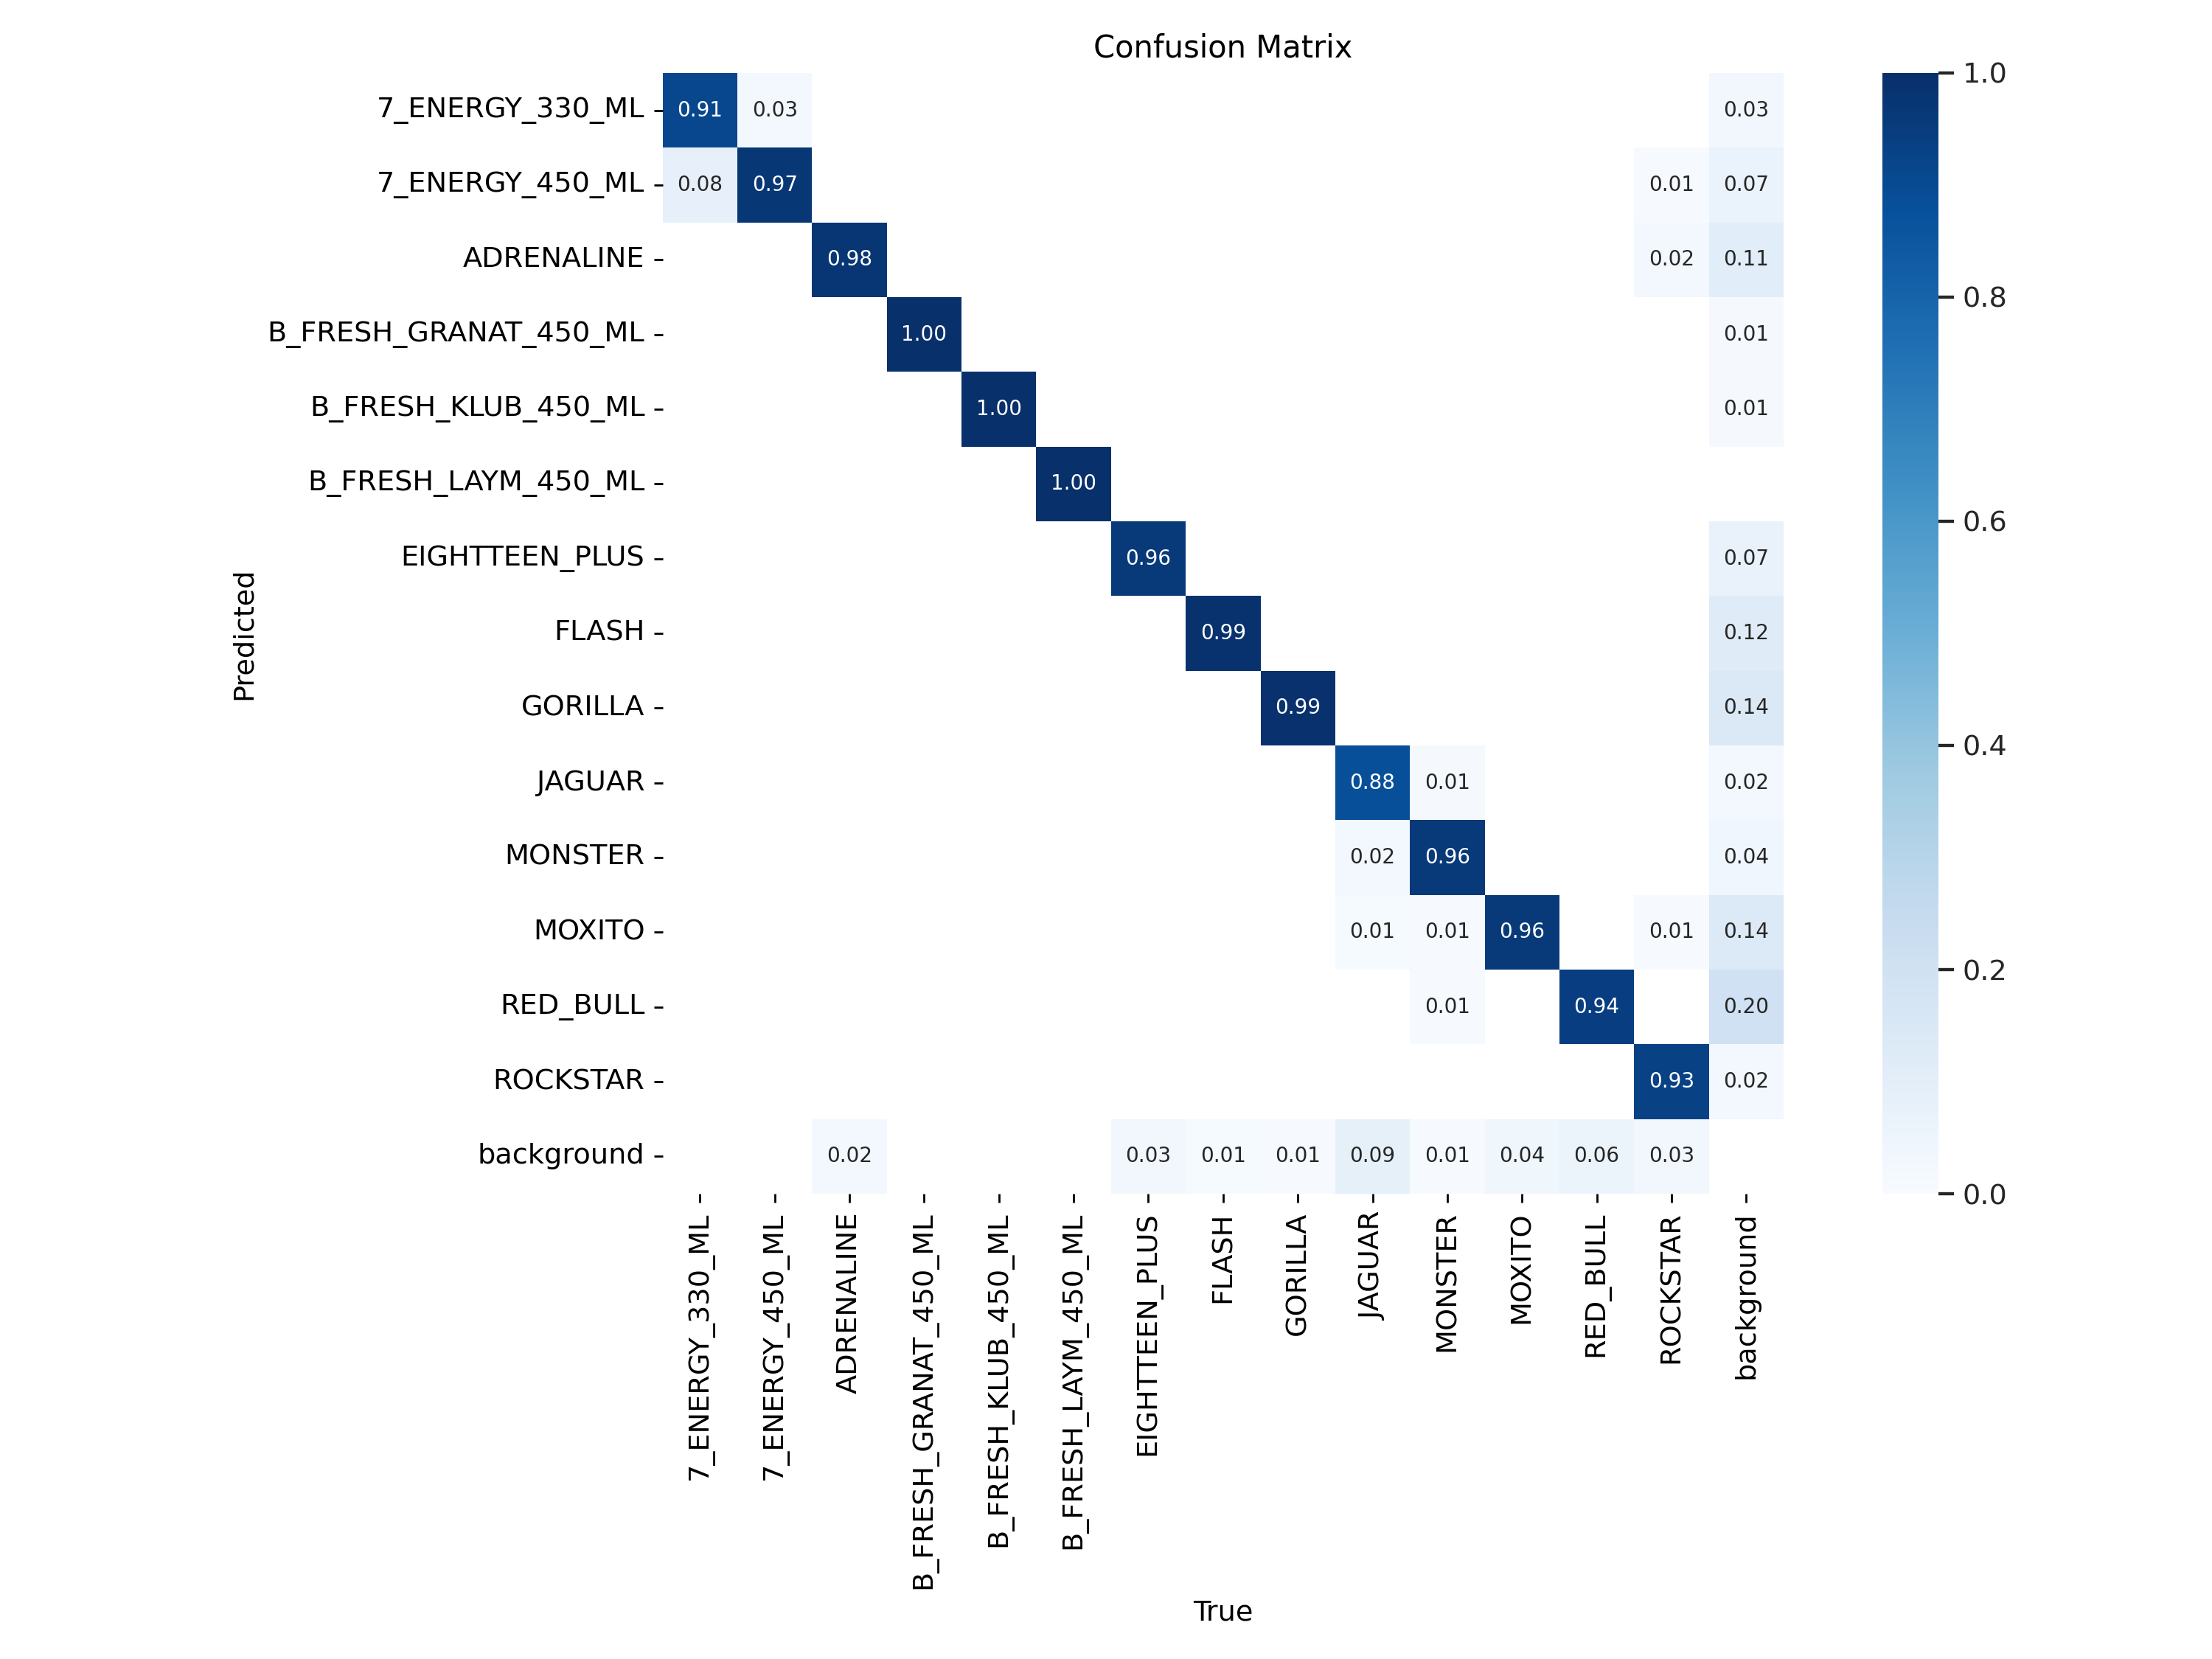 Confusion Matrix
7_ENERGY_330_ML 0.91 0.03 0.03
7_ENERGY_450_ML 0.08 0.97 0.01 0.07
ADRENALINE 0.98 0.02 0.11
B_FRESH_GRANAT_450_ML 1.00 0.01
B_FRESH_KLUB_450_ML 1.00 0.01
B_FRESH_LAYM_450_ML 1.00
EIGHTTEEN_PLUS 0.96 0.07
FLASH 0.99 0.12
GORILLA 0.99 0.14
JAGUAR 0.88 0.01 0.02
MONSTER 0.02 0.96 0.04
MOXITO 0.01 0.01 0.96 0.01 0.14
RED_BULL 0.01 0.94 0.20
ROCKSTAR 0.93 0.02
background 0.02 0.03 0.01 0.01 0.09 0.01 0.04 0.06 0.03
Predicted
7_ENERGY_330_ML
7_ENERGY_450_ML
ADRENALINE
B_FRESH_GRANAT_450_ML
B_FRESH_KLUB_450_ML
B_FRESH_LAYM_450_ML
EIGHTTEEN_PLUS
FLASH
GORILLA
JAGUAR
MONSTER
MOXITO
RED_BULL
ROCKSTAR
background
True
1.0
0.8
0.6
0.4
0.2
0.0